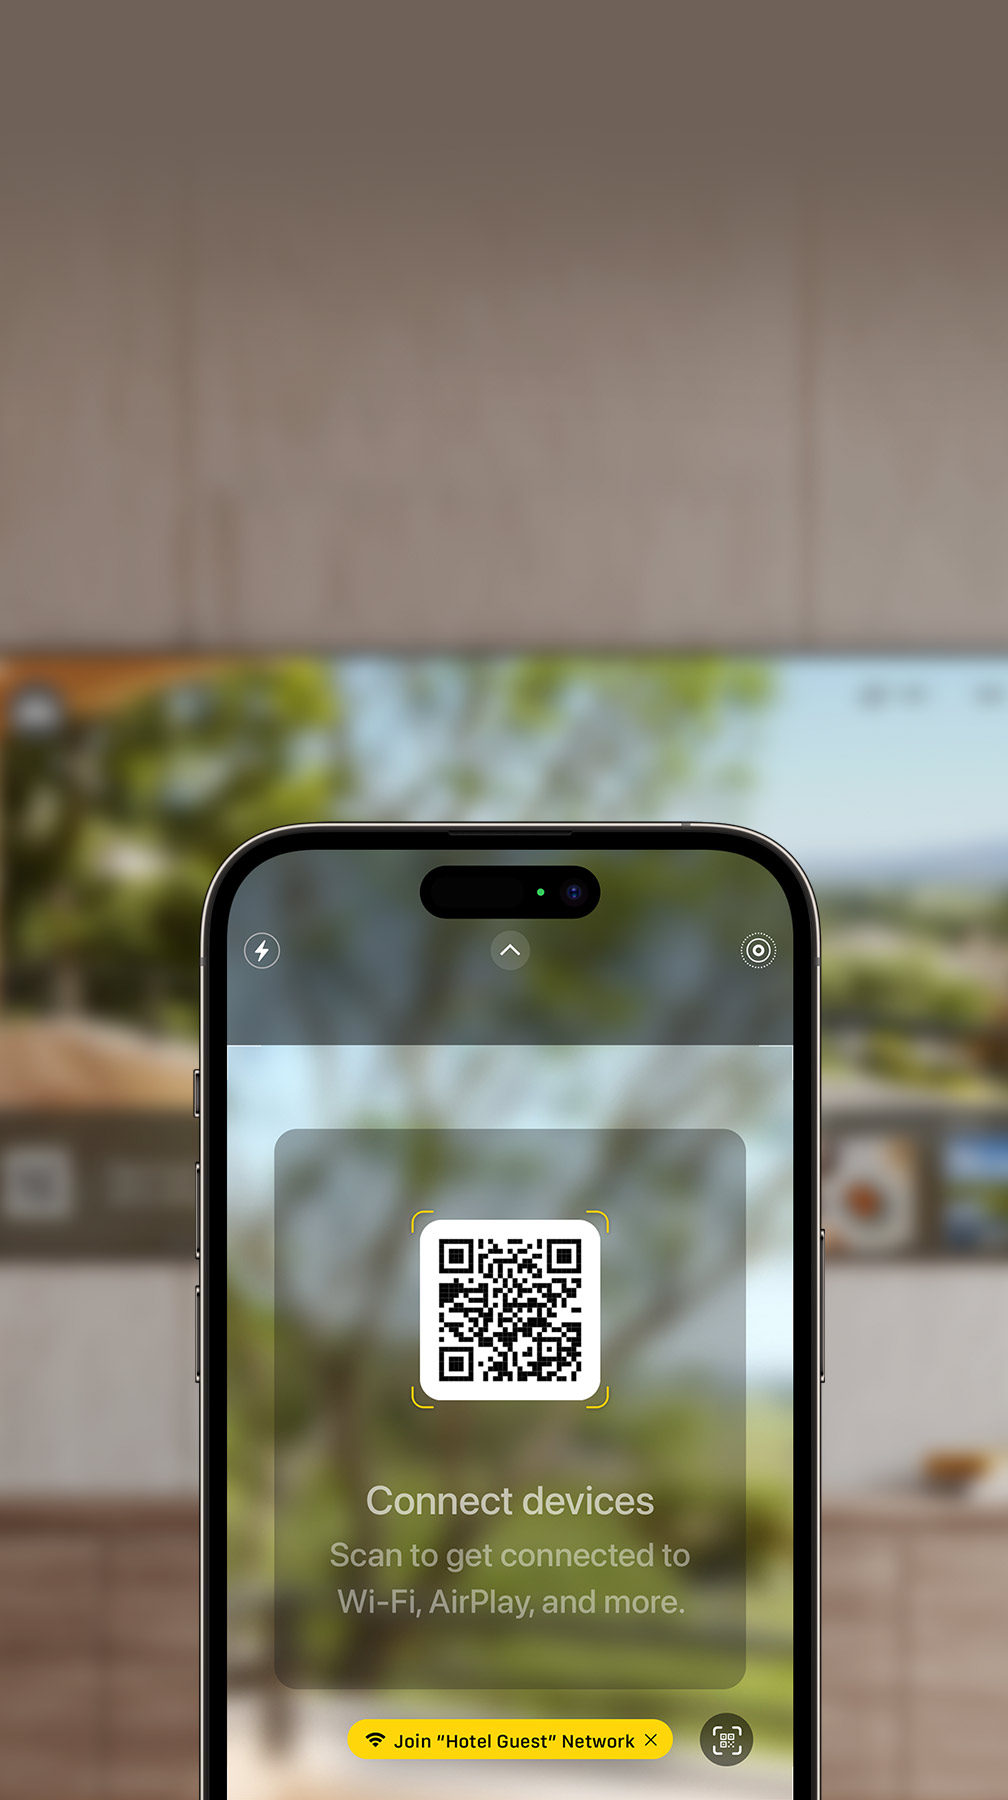 Connect devices
Scan to get connected to
Wi-Fi, AirPlay, and more.
Join “Hotel Guest” Network